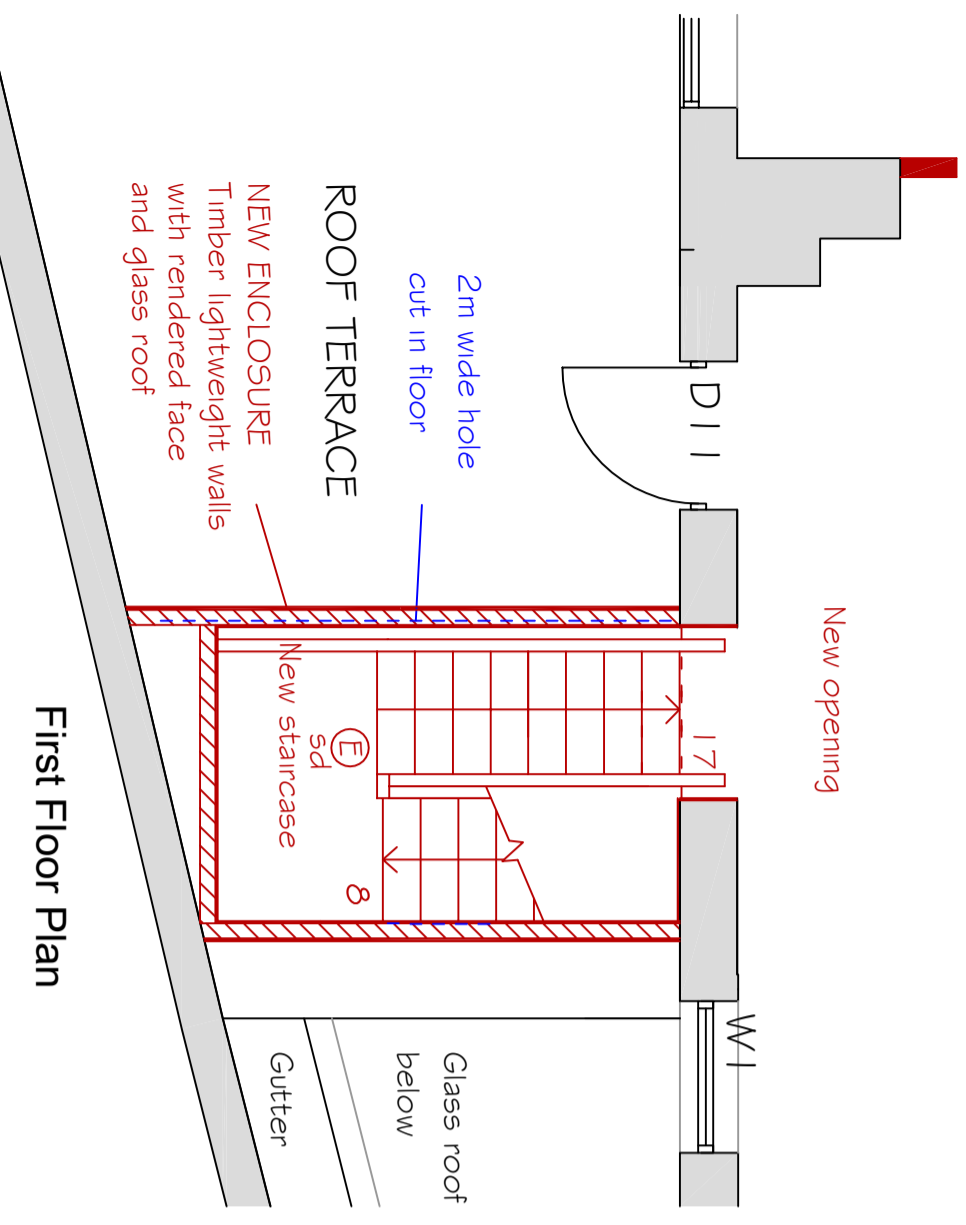 New opening
W1
D11
17
2m wide hole
cut in floor
Glass roof
below
ROOF TERRACE
8
E
sd
New staircase
Gutter
NEW ENCLOSURE
Timber lightweight walls
with rendered face
and glass roof
First Floor Plan